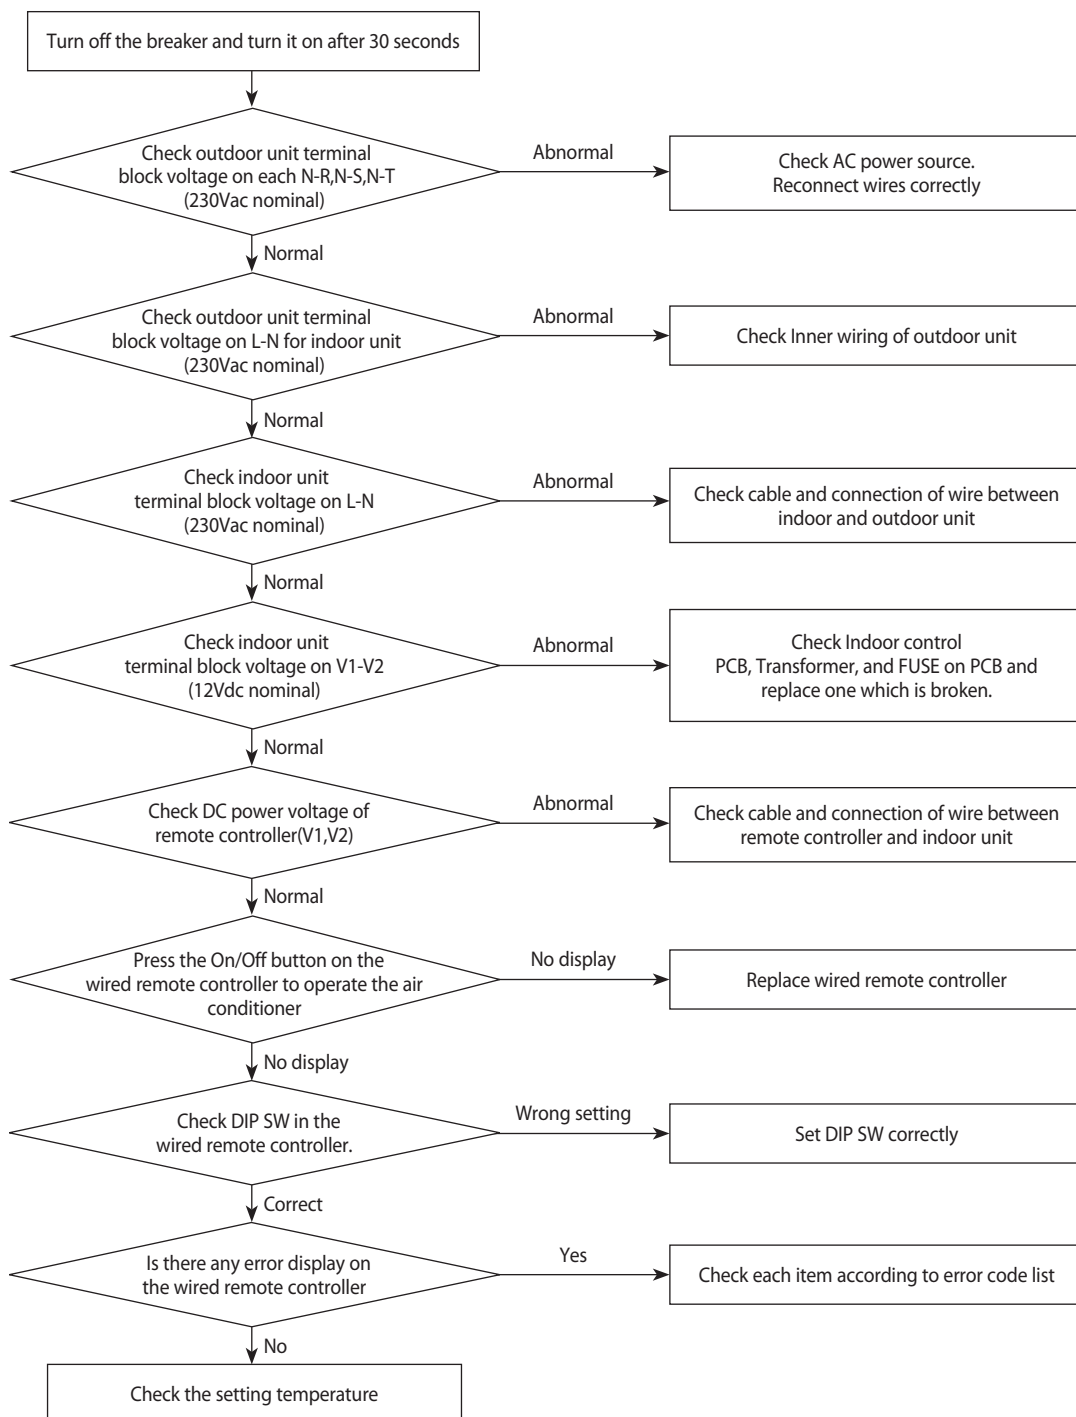 Turn off the breaker and turn it on after 30 seconds
Check outdoor unit terminal
block voltage on each N-R,N-S,N-T
(230Vac nominal)
Abnormal
Check AC power source.
Reconnect wires correctly
Normal
Check outdoor unit terminal
block voltage on L-N for indoor unit
(230Vac nominal)
Abnormal
Check Inner wiring of outdoor unit
Normal
Check indoor unit
terminal block voltage on L-N
(230Vac nominal)
Abnormal
Check cable and connection of wire between
indoor and outdoor unit
Normal
Check indoor unit
terminal block voltage on V1-V2
(12Vdc nominal)
Abnormal
Check Indoor control
PCB, Transformer, and FUSE on PCB and
replace one which is broken.
Normal
Check DC power voltage of
remote controller(V1,V2)
Abnormal
Check cable and connection of wire between
remote controller and indoor unit
Normal
Press the On/Off button on the
wired remote controller to operate the air
conditioner
No display
Replace wired remote controller
No display
Check DIP SW in the
wired remote controller.
Wrong setting
Set DIP SW correctly
Correct
Is there any error display on
the wired remote controller
Yes
Check each item according to error code list
No
Check the setting temperature